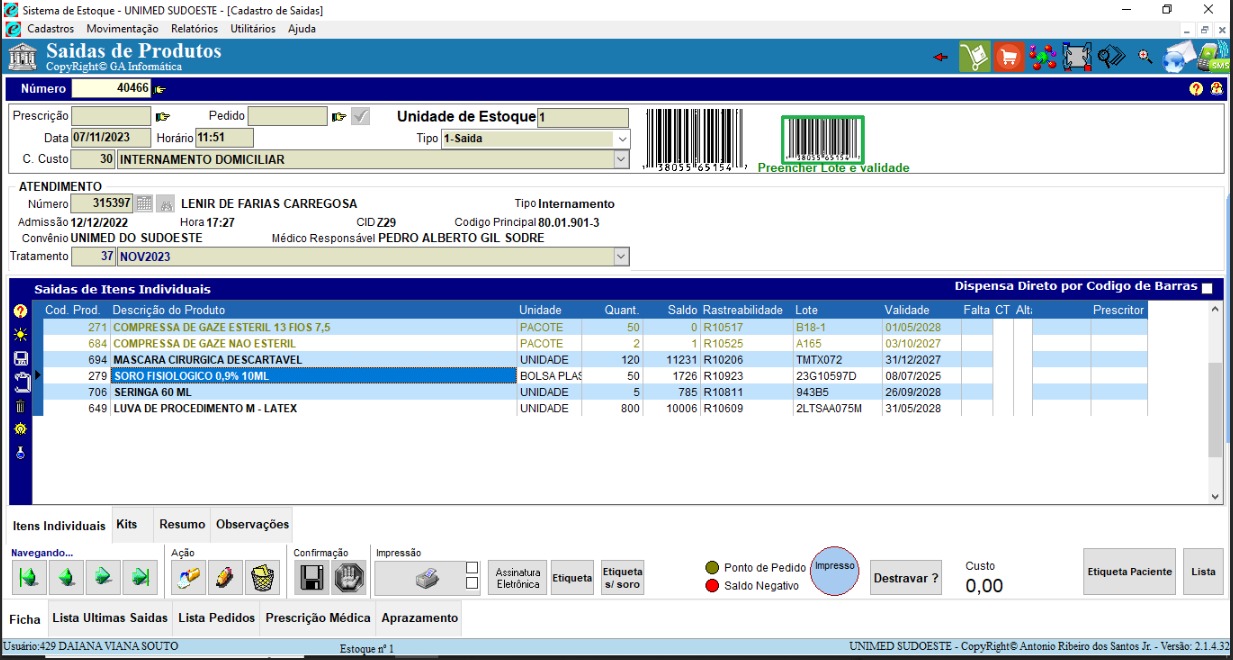 Sistema de Estoque - UNIMED SUDOESTE - [Cadastro de Saidas]
Cadastros Movimentação Relatórios Utilitários Ajuda
Saidas de Produtos
CopyRight© GA Informática
SMS
Número 40466
Prescrição Pedido Unidade de Estoque 1
Data 07/11/2023 Horário 11:51 Tipo 1-Saida
C. Custo 30 INTERNAMENTO DOMICILIAR
38055 65154
38055 65154
Preencher Lote e validade
ATENDIMENTO
Número 315397 LENIR DE FARIAS CARREGOSA Tipo Internamento
Admissão 12/12/2022 Hora 17:27 CID Z29 Codigo Principal 80.01.901-3
Convênio UNIMED DO SUDOESTE Médico Responsável PEDRO ALBERTO GIL SODRE
Tratamento 37 NOV2023
Saidas de Itens Individuais Dispensa Direto por Codigo de Barras
Cod. Prod. Descrição do Produto Unidade Quant. Saldo Rastreabilidade Lote Validade Falta CT Alt Prescritor
271 COMPRESSA DE GAZE ESTERIL 13 FIOS 7,5 PACOTE 50 0 R10517 B18-1 01/05/2028
684 COMPRESSA DE GAZE NAO ESTERIL PACOTE 2 1 R10525 A165 03/10/2027
694 MASCARA CIRURGICA DESCARTAVEL UNIDADE 120 11231 R10206 TMTX072 31/12/2027
279 SORO FISIOLOGICO 0,9% 10ML BOLSA PLAS 50 1726 R10923 23G10597D 08/07/2025
706 SERINGA 60 ML UNIDADE 5 785 R10811 943B5 26/09/2028
649 LUVA DE PROCEDIMENTO M - LATEX UNIDADE 800 10006 R10609 2LTSAA075M 31/05/2028
Itens Individuais Kits Resumo Observações
Navegando... Ação Confirmação Impressão
Assinatura Eletrônica Etiqueta Etiqueta s/ soro
Ponto de Pedido
Saldo Negativo
Impresso Destravar ? Custo
0,00
Etiqueta Paciente Lista
Ficha Lista Ultimas Saidas Lista Pedidos Prescrição Médica Aprazamento
Usuário:429 DAIANA VIANA SOUTO Estoque nº 1 UNIMED SUDOESTE - CopyRight© Antonio Ribeiro dos Santos Jr. - Versão: 2.1.4.32